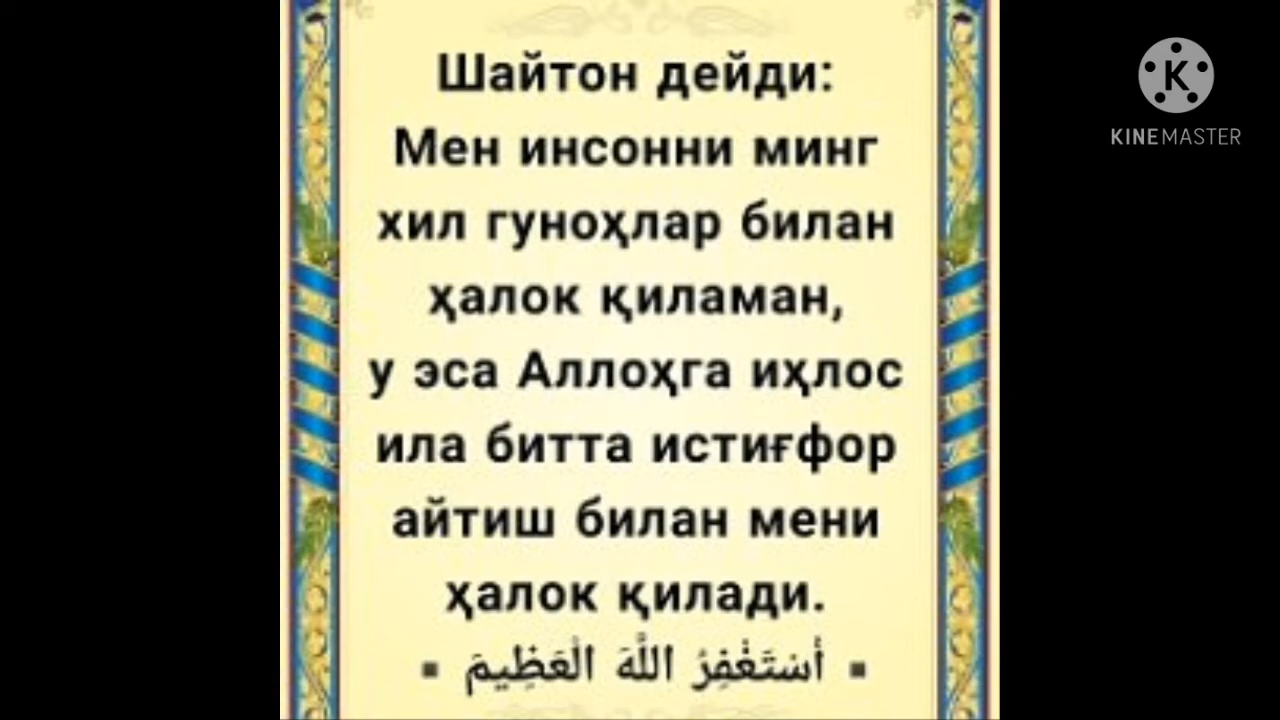 Шайтон дейди:
Мен инсонни минг
хил гуноҳлар билан
ҳалок қиламан,
у эса Аллоҳга иҳлос
ила битта истиғфор
айтиш билан мени
ҳалок қилади.
▪ أَسْتَغْفِرُ اللَّهَ الْعَظِيمَ ▪
K
KINEMASTER